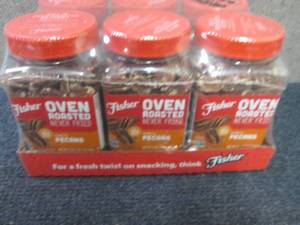 Fisher
OVEN
ROASTED
NEVER FRIED
PECANS
Fisher
OVEN
ROASTED
NEVER FRIED
PECANS
Fisher
OVEN
ROASTED
NEVER FRIED
PECANS
For a fresh twist on snacking, think Fisher